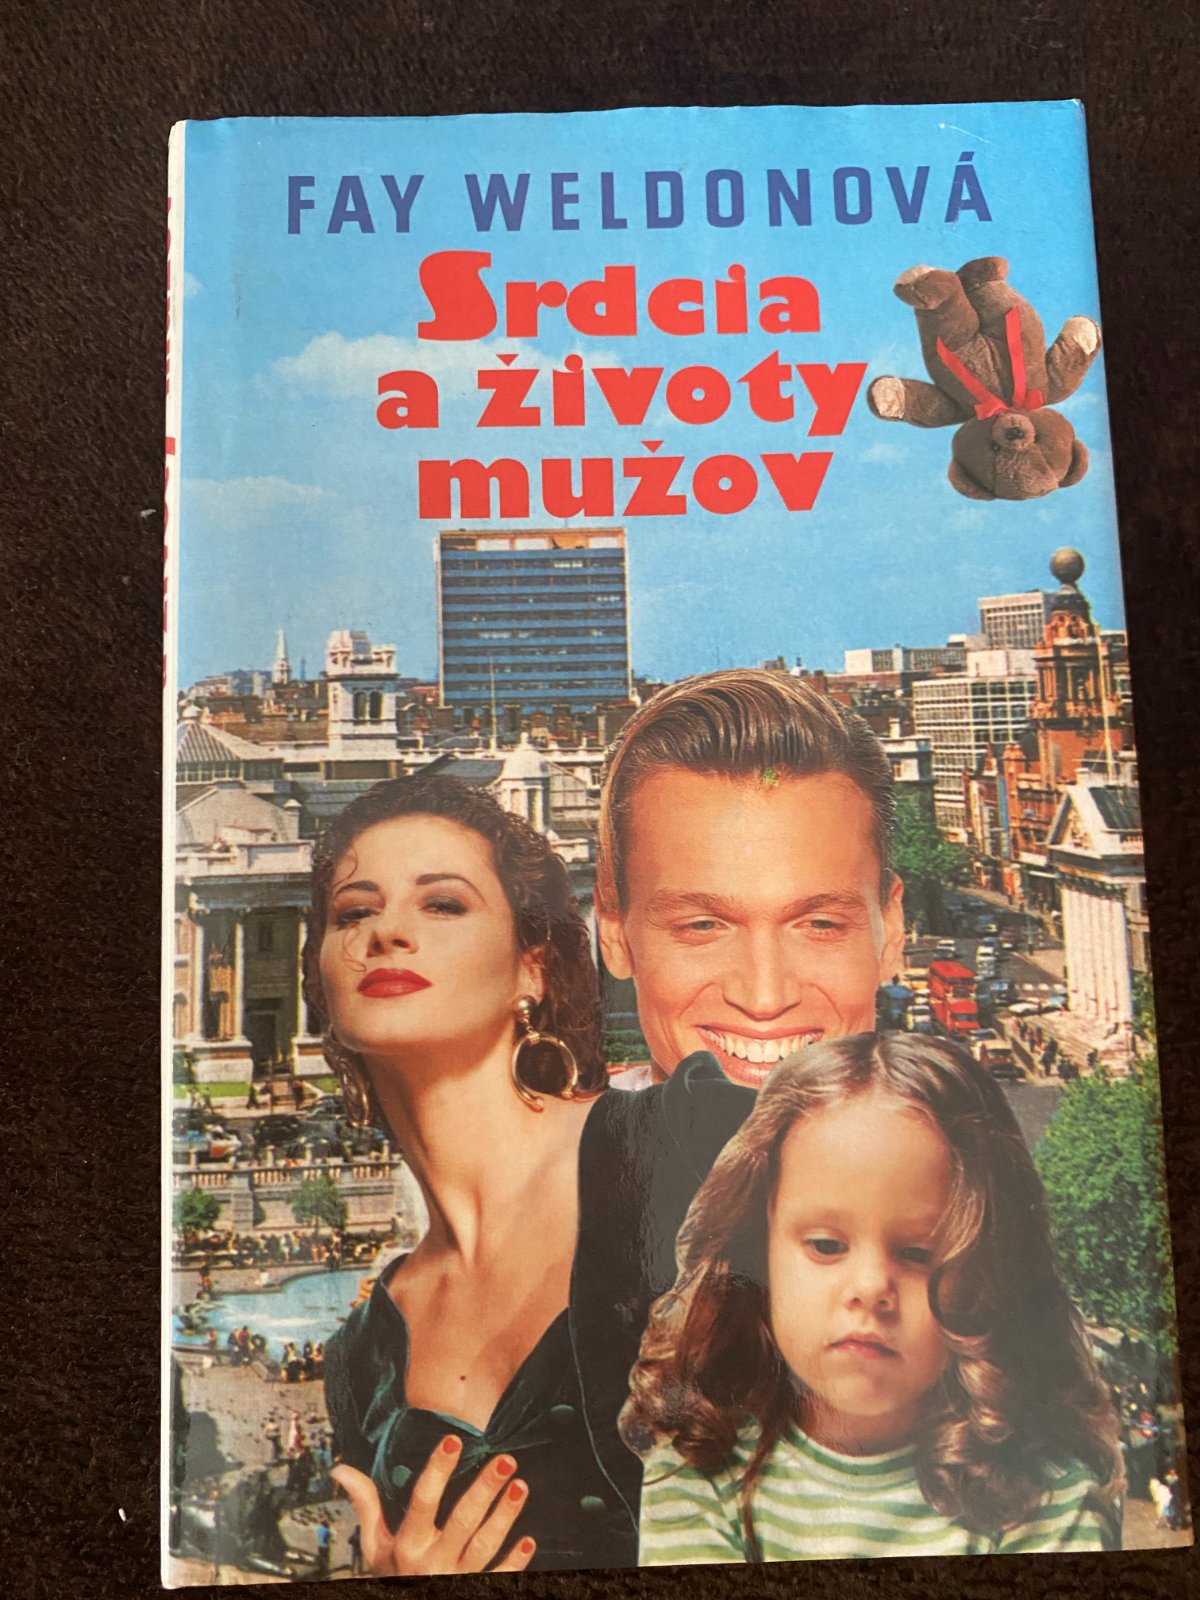 FAY WELDONOVÁ
Srdcia
a životy
mužov